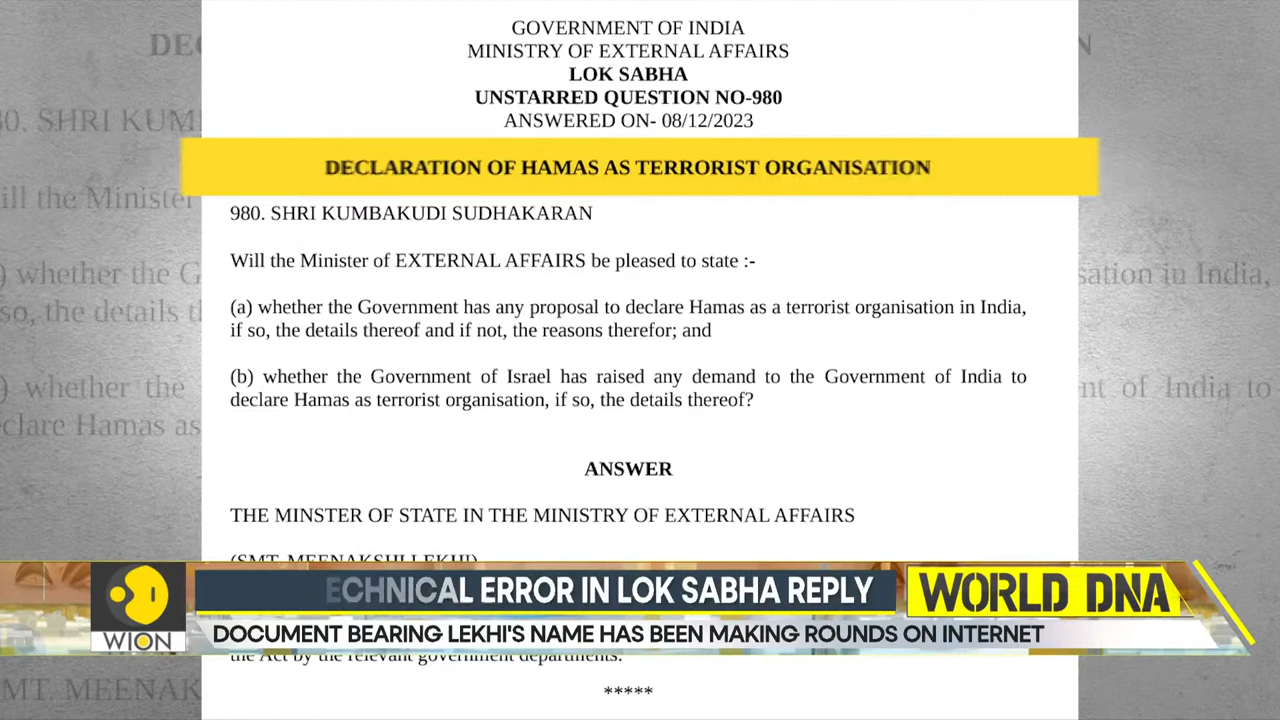 GOVERNMENT OF INDIA
MINISTRY OF EXTERNAL AFFAIRS
LOK SABHA
UNSTARRED QUESTION NO-980
ANSWERED ON- 08/12/2023
DECLARATION OF HAMAS AS TERRORIST ORGANISATION
980. SHRI KUMBAKUDI SUDHAKARAN
Will the Minister of EXTERNAL AFFAIRS be pleased to state :-
(a) whether the Government has any proposal to declare Hamas as a terrorist organisation in India,
if so, the details thereof and if not, the reasons therefor; and
(b) whether the Government of Israel has raised any demand to the Government of India to
declare Hamas as terrorist organisation, if so, the details thereof?
ANSWER
THE MINSTER OF STATE IN THE MINISTRY OF EXTERNAL AFFAIRS
(SMT. MEENAKSHI LEKHI)
ECHNICAL ERROR IN LOK SABHA REPLY
WORLD DNA
WION
DOCUMENT BEARING LEKHI'S NAME HAS BEEN MAKING ROUNDS ON INTERNET
the Act by the relevant government departments.
*****